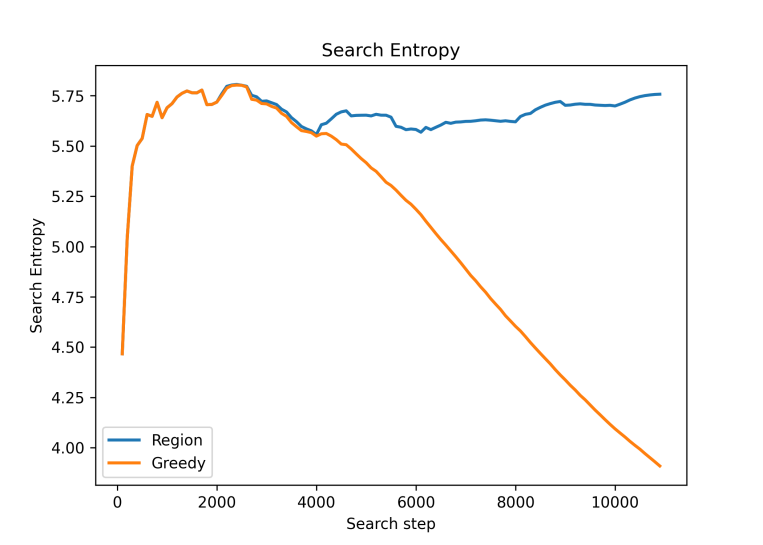 Search Entropy
Search Entropy
5.75
5.50
5.25
5.00
4.75
4.50
4.25
4.00
Region
Greedy
0 2000 4000 6000 8000 10000
Search step